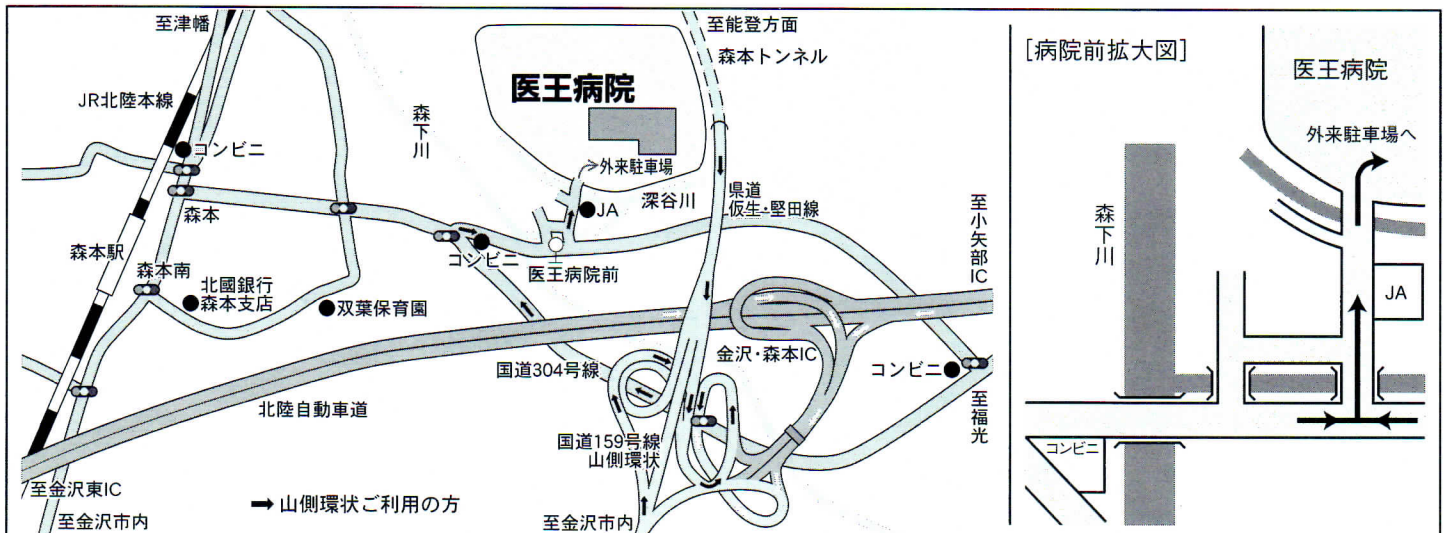 至津幡
至能登方面
森本トンネル
医王病院
JR北陸本線
森下川
コンビニ
外来駐車場
県道
仮生・堅田線
至小矢部IC
森本
JA
深谷川
森本駅
コンビニ
医王病院前
森本南
北國銀行
森本支店
双葉保育園
金沢・森本IC
国道304号線
コンビニ
北陸自動車道
至福光
国道159号線
山側環状
至金沢東IC
➡山側環状ご利用の方
至金沢市内
至金沢市内
[病院前拡大図]
医王病院
外来駐車場へ
森下川
JA
コンビニ